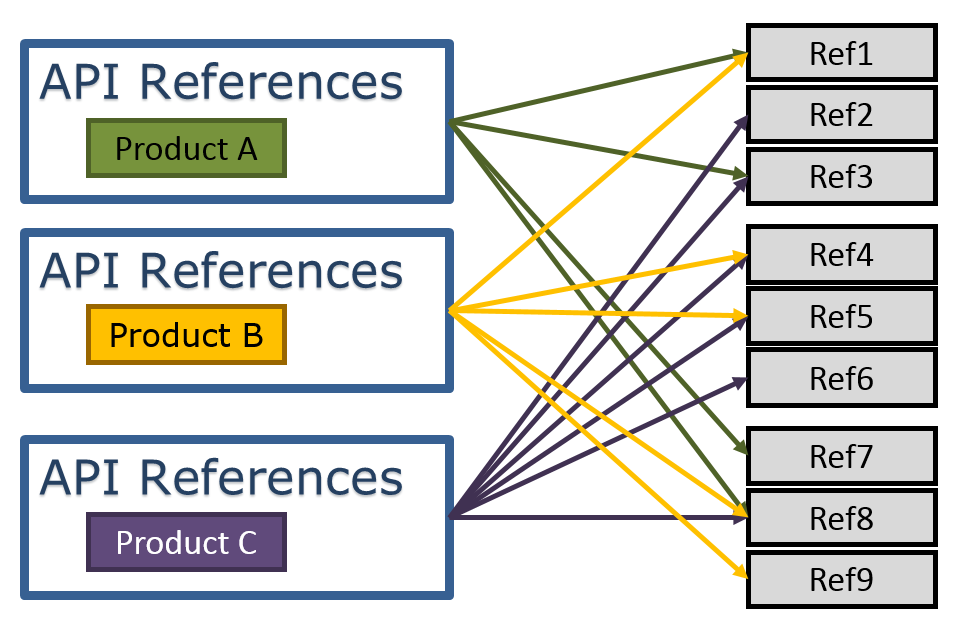 API References
Product A
API References
Product B
API References
Product C
Ref1
Ref2
Ref3
Ref4
Ref5
Ref6
Ref7
Ref8
Ref9